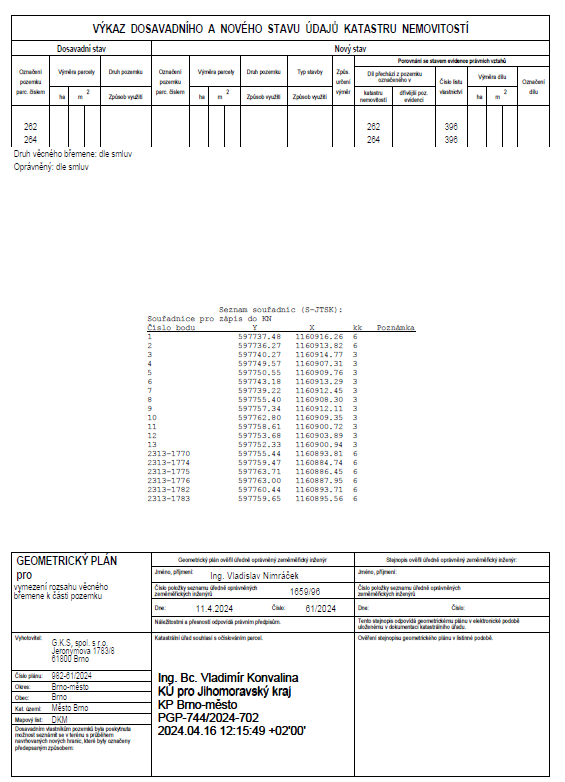 VÝKAZ DOSAVADNÍHO A NOVÉHO STAVU ÚDAJŮ KATASTRU NEMOVITOSTÍ
Dosavadní stav
Nový stav
Označení pozemku parc. číslem
Výměra parcely
ha m 2
Druh pozemku
Způsob využití
Označení pozemku parc. číslem
Výměra parcely
ha m 2
Druh pozemku
Způsob využití
Typ stavby
Způsob využití
Způs. určení výměr
Porovnání se stavem evidence právních vztahů
Díl přechází z pozemku označeného v
katastru nemovitostí
dřívější poz. evidenci
Číslo listu vlastnictví
Výměra dílu
ha m 2
Označení dílu
262 262 396
264 264 396
Druh věcného břemene: dle smluv
Oprávněný: dle smluv
Seznam souřadnic (S-JTSK):
Souřadnice pro zápis do KN
Číslo bodu Y X kk Poznámka
1 597737.48 1160916.26 6
2 597736.27 1160913.82 6
3 597740.27 1160914.77 3
4 597749.57 1160907.31 3
5 597750.55 1160909.76 3
6 597743.18 1160913.29 3
7 597739.22 1160912.45 3
8 597755.40 1160908.30 3
9 597757.34 1160912.11 3
10 597762.80 1160909.35 3
11 597758.61 1160900.72 3
12 597753.68 1160903.89 3
13 597752.33 1160900.94 3
2313-1770 597755.44 1160893.81 6
2313-1774 597759.47 1160884.74 6
2313-1775 597763.71 1160886.45 6
2313-1776 597763.00 1160887.95 6
2313-1782 597760.44 1160893.71 6
2313-1783 597759.65 1160895.56 6
GEOMETRICKÝ PLÁN
pro
vymezení rozsahu věcného
břemene k části pozemku
Geometrický plán ověřil úředně oprávněný zeměměřický inženýr
Jméno, příjmení:
Ing. Vladislav Nimráček
Číslo položky seznamu úředně oprávněných
zeměměřických inženýrů
1659/96
Dne: 11.4.2024 Číslo: 61/2024
Náležitostmi a přesností odpovídá právním předpisům.
Stejnopis ověřil úředně oprávněný zeměměřický inženýr:
Jméno, příjmení:
Číslo položky seznamu úředně oprávněných
zeměměřických inženýrů
Dne: Číslo:
Tento stejnopis odpovídá geometrickému plánu v elektronické podobě
uloženému v dokumentaci katastrálního úřadu.
Vyhotovitel:
G.K.S, spol. s r.o.
Jeronýmova 1783/8
61800 Brno
Číslo plánu: 982-61/2024
Okres: Brno-město
Obec: Brno
Kat. území: Město Brno
Mapový list: DKM
Dosavadním vlastníkům pozemků byla poskytnuta
možnost seznámit se v terénu s průběhem
navrhovaných nových hranic, které byly označeny
předepsaným způsobem:
Katastrální úřad souhlasí s očíslováním parcel.
Ing. Bc. Vladimír Konvalina
KÚ pro Jihomoravský kraj
KP Brno-město
PGP-744/2024-702
2024.04.16 12:15:49 +02'00'
Ověření stejnopisu geometrického plánu v listinné podobě.